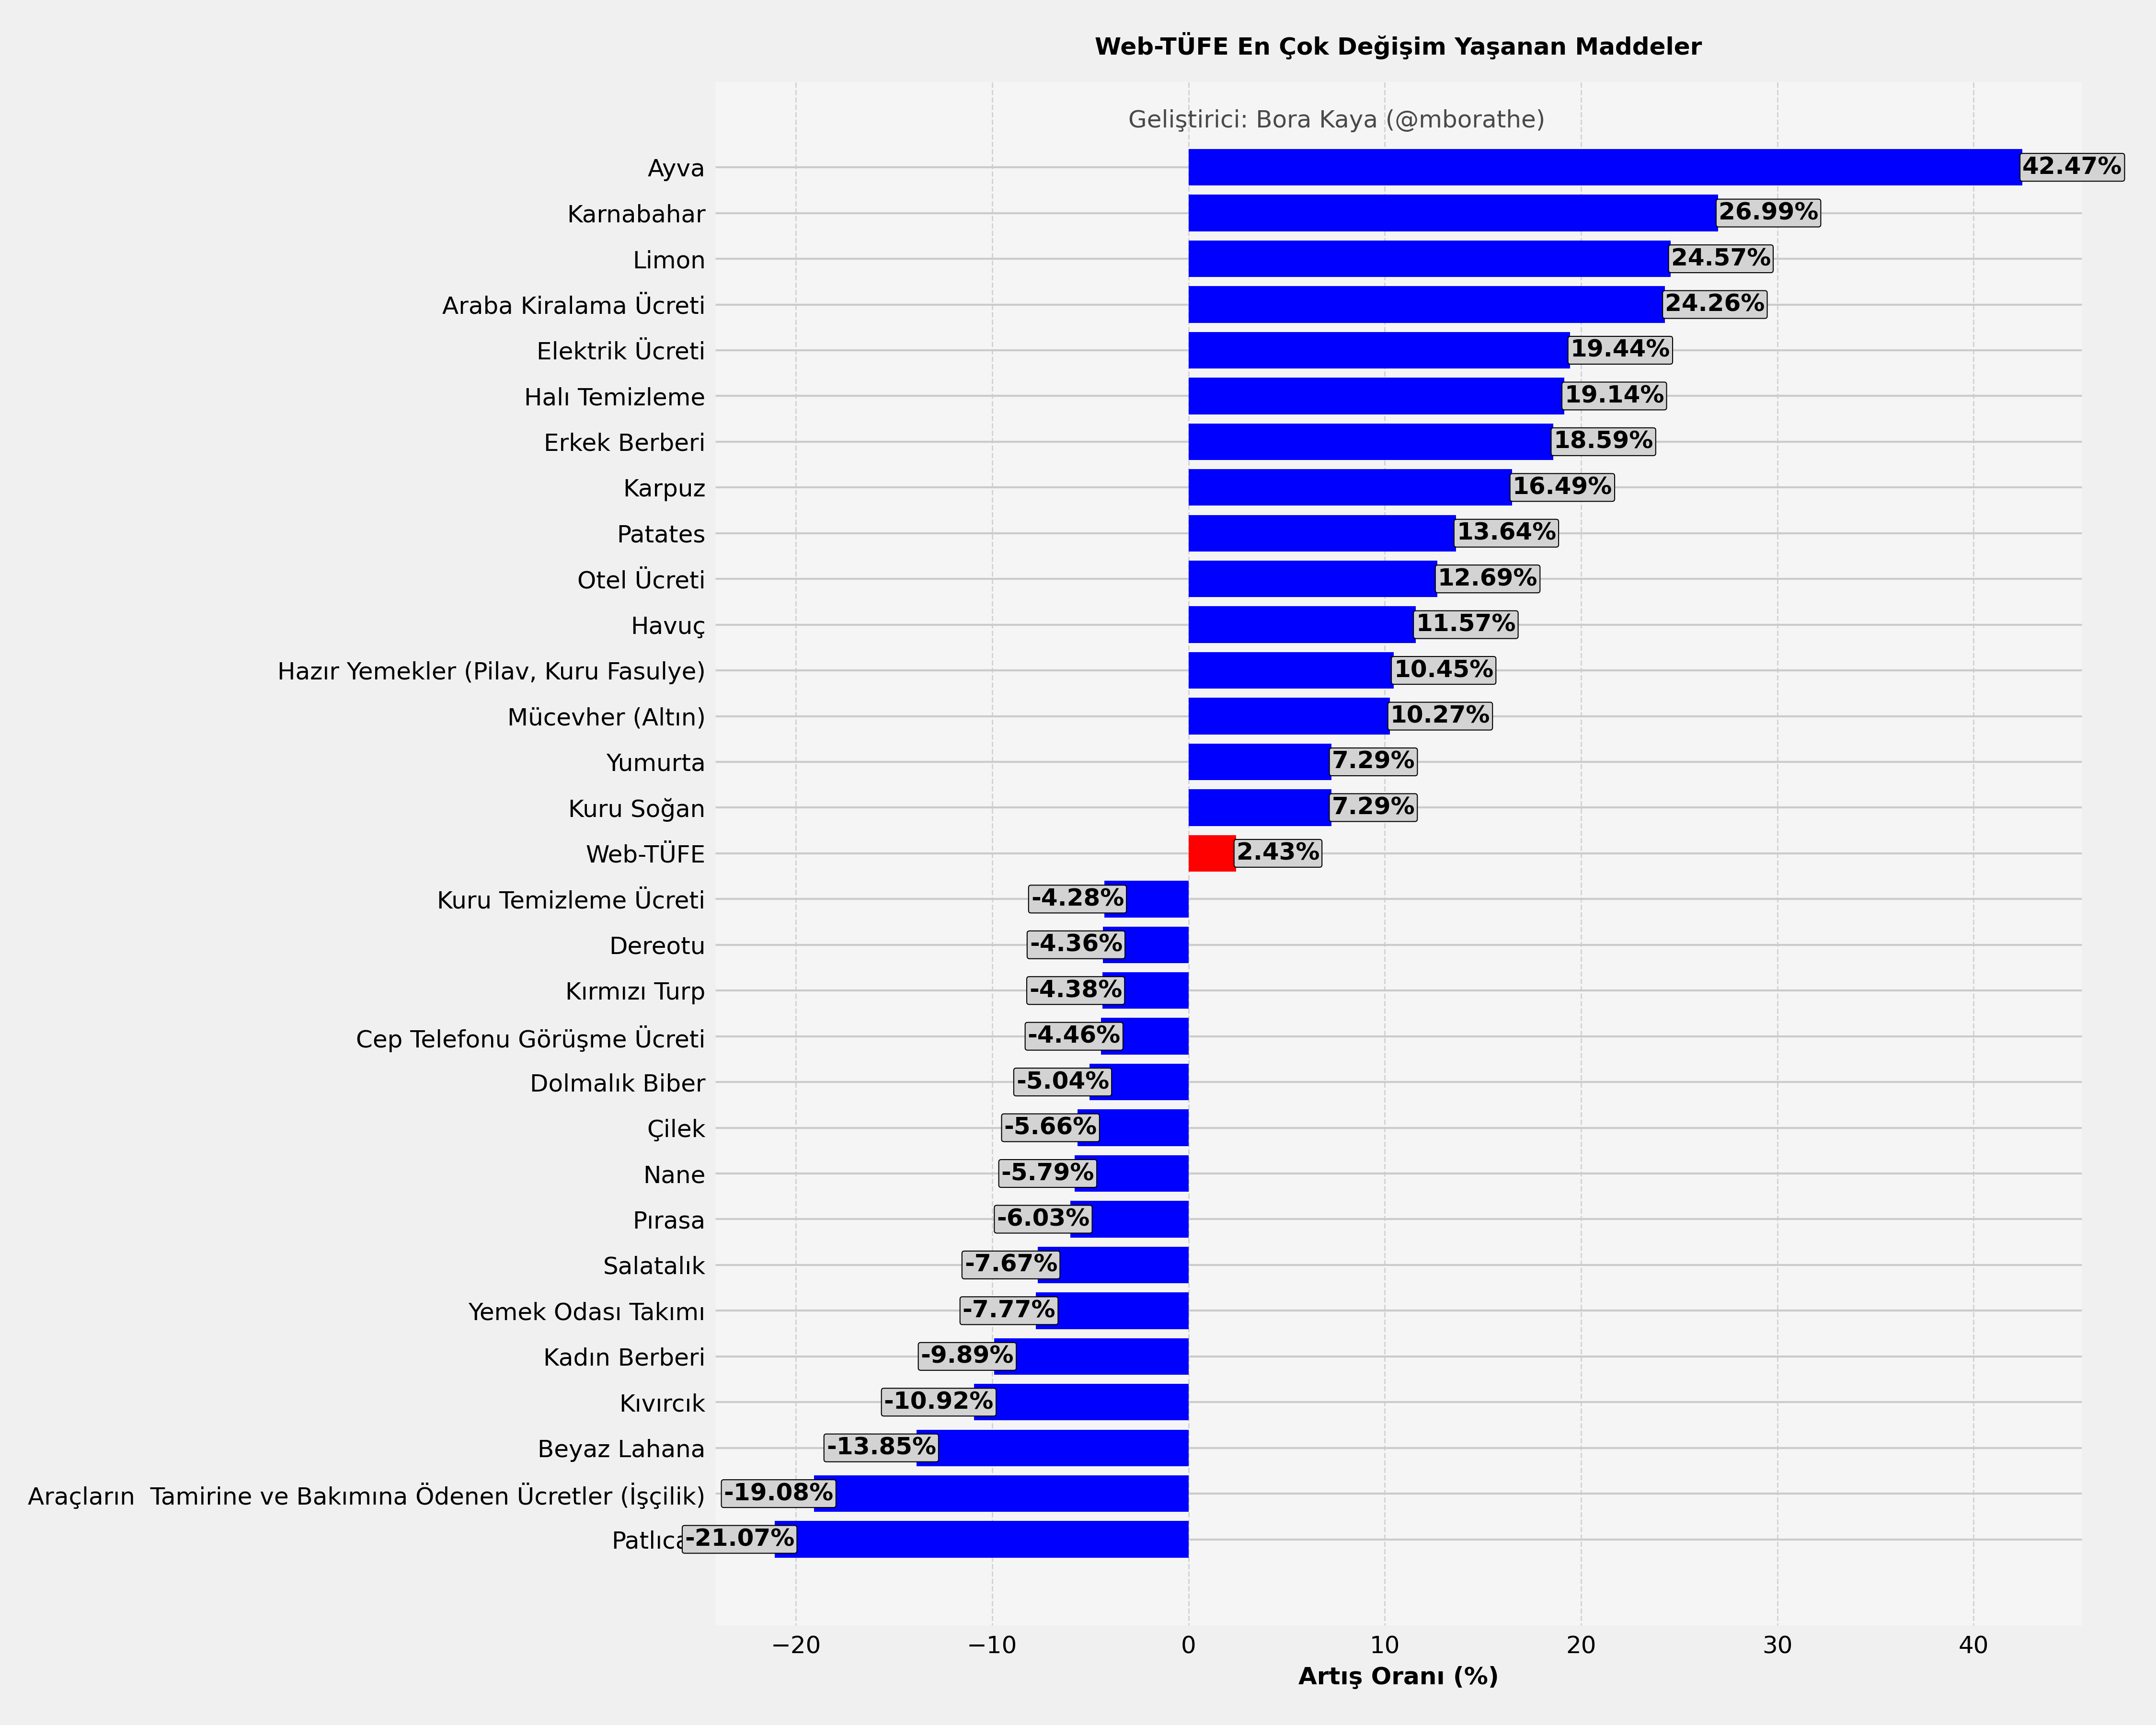 Web-TÜFE En Çok Değişim Yaşanan Maddeler
Geliştirici: Bora Kaya (@mborathe)
Ayva 42.47%
Karnabahar 26.99%
Limon 24.57%
Araba Kiralama Ücreti 24.26%
Elektrik Ücreti 19.44%
Halı Temizleme 19.14%
Erkek Berberi 18.59%
Karpuz 16.49%
Patates 13.64%
Otel Ücreti 12.69%
Havuç 11.57%
Hazır Yemekler (Pilav, Kuru Fasulye) 10.45%
Mücevher (Altın) 10.27%
Yumurta 7.29%
Kuru Soğan 7.29%
Web-TÜFE 2.43%
Kuru Temizleme Ücreti -4.28%
Dereotu -4.36%
Kırmızı Turp -4.38%
Cep Telefonu Görüşme Ücreti -4.46%
Dolmalık Biber -5.04%
Çilek -5.66%
Nane -5.79%
Pırasa -6.03%
Salatalık -7.67%
Yemek Odası Takımı -7.77%
Kadın Berberi -9.89%
Kıvırcık -10.92%
Beyaz Lahana -13.85%
Araçların  Tamirine ve Bakımına Ödenen Ücretler (İşçilik) -19.08%
-21.07%
−20 −10 0 10 20 30 40
Artış Oranı (%)